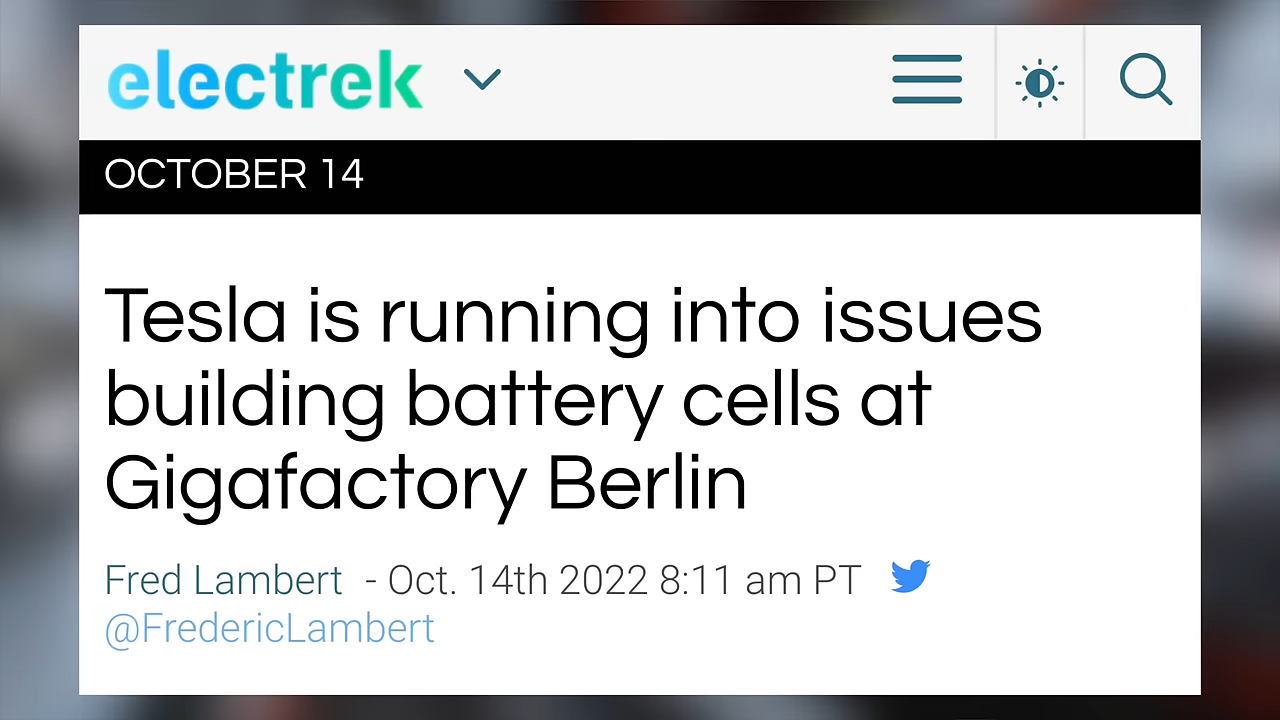 electrek
OCTOBER 14
Tesla is running into issues
building battery cells at
Gigafactory Berlin
Fred Lambert - Oct. 14th 2022 8:11 am PT
@FredericLambert